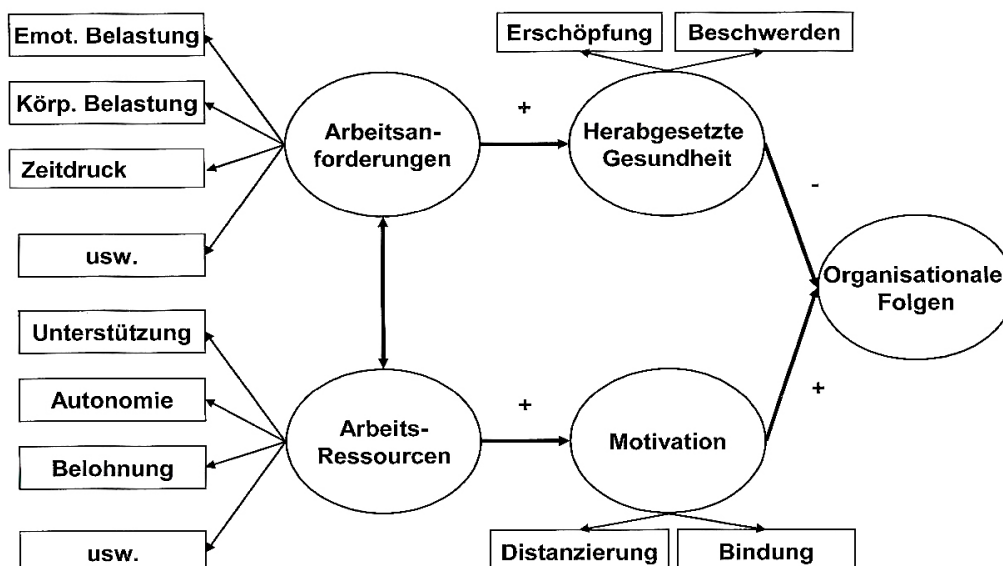 Emot. Belastung
Körp. Belastung
Zeitdruck
usw.
Unterstützung
Autonomie
Belohnung
usw.
Arbeitsan-
forderungen
Arbeits-
Ressourcen
+
+
Erschöpfung
Beschwerden
Herabgesetzte
Gesundheit
Motivation
Distanzierung
Bindung
-
+
Organisationale
Folgen